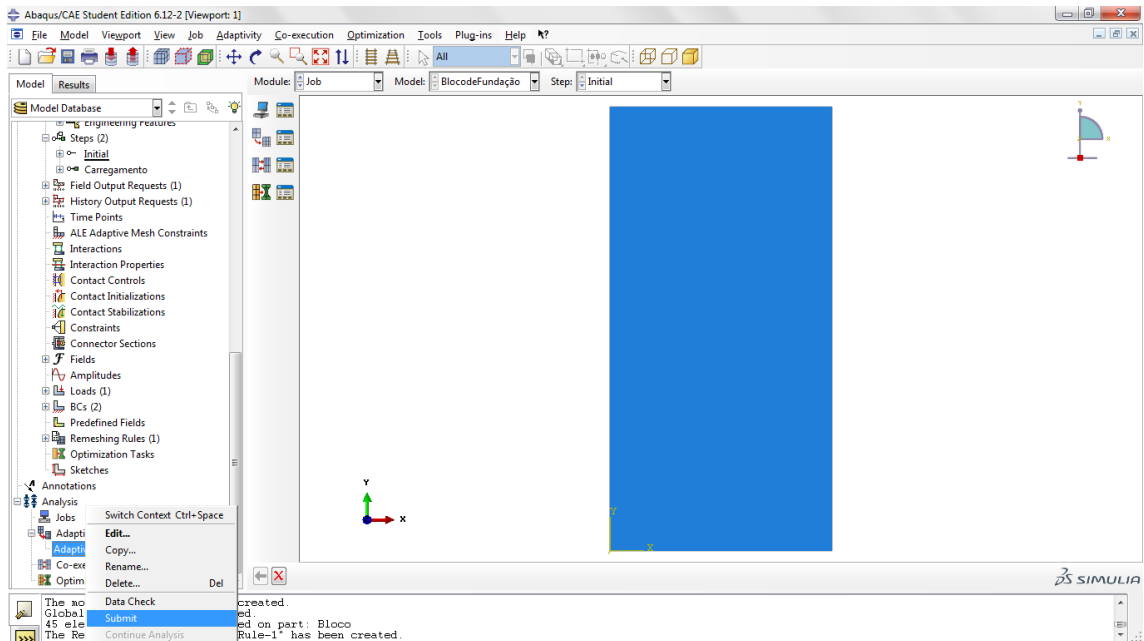 Abaqus/CAE Student Edition 6.12-2 [Viewport: 1]
File Model Viewport View Job Adaptivity Co-execution Optimization Tools Plug-ins Help
All
Model Results
Module: Job Model: BlocodeFundação Step: Initial
Model Database
Engineering Features
Steps (2)
Initial
Carregamento
Field Output Requests (1)
History Output Requests (1)
Time Points
ALE Adaptive Mesh Constraints
Interactions
Interaction Properties
Contact Controls
Contact Initializations
Contact Stabilizations
Constraints
Connector Sections
Fields
Amplitudes
Loads (1)
BCs (2)
Predefined Fields
Remeshing Rules (1)
Optimization Tasks
Sketches
Annotations
Analysis
Jobs
Adapti
Adaptiv
Co-exe
Optim
Switch Context Ctrl+Space
Edit...
Copy...
Rename...
Delete... Del
Data Check
Submit
Continue Analysis
Y
X
Y
X
Y
X
SIMULIA
The mo created.
Global ed.
45 ele ed on part: Bloco
The Re Rule-1" has been created.